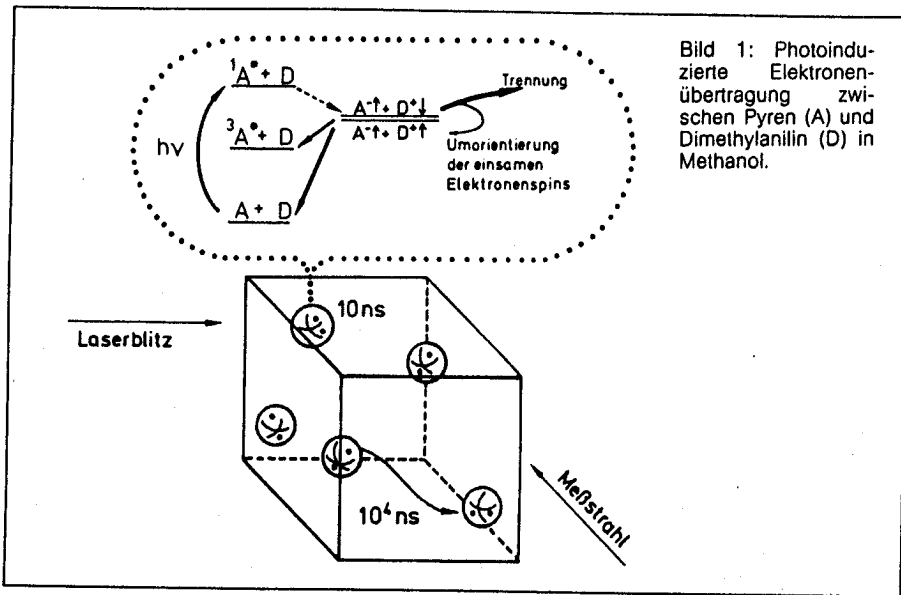 ¹A* + D
³A* + D
hν
A + D
A⁻↑ + D⁺↓
A⁻↑ + D⁺↑
Trennung
Umorientierung
der einsamen
Elektronenspins
Bild 1: Photoindu-
zierte Elektronen-
übertragung zwi-
schen Pyren (A) und
Dimethylanilin (D) in
Methanol.
10ns
Laserblitz
10⁴ns
Meßstrahl